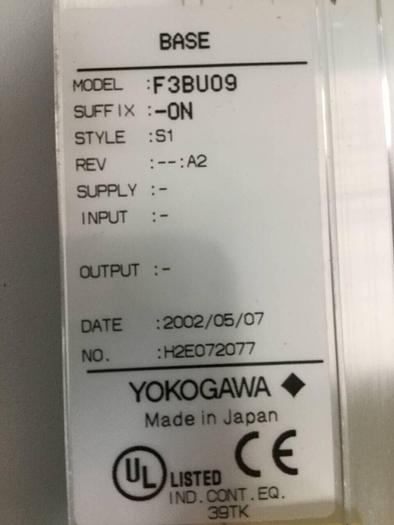 BASE
MODEL :F3BU09
SUFFIX :-0N
STYLE :S1
REV :--:A2
SUPPLY :-
INPUT :-
OUTPUT :-
DATE :2002/05/07
NO. :H2E072077
YOKOGAWA ◆
Made in Japan
UL LISTED CE
IND.CONT.EQ.
39TK